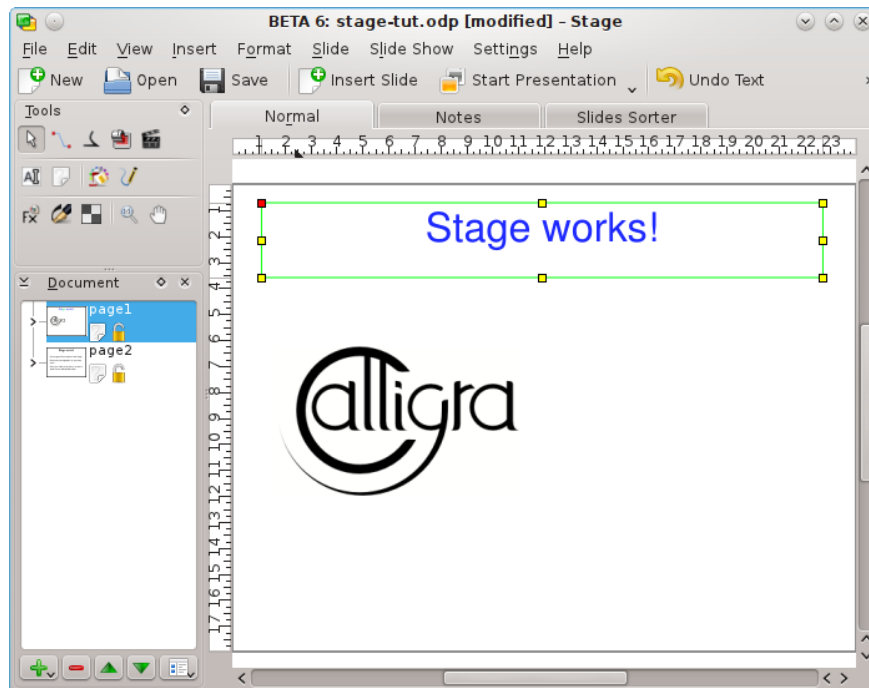 BETA 6: stage-tut.odp [modified] – Stage
File Edit View Insert Format Slide Slide Show Settings Help
New Open Save Insert Slide Start Presentation Undo Text
Tools
Normal Notes Slides Sorter
1 2 3 4 5 6 7 8 9 10 11 12 13 14 15 16 17 18 19 20 21 22 23
Stage works!
Document
page1
page2
Calligra
1 2 3 4 5 6 7 8 9 10 11 12 13 14 15 16 17